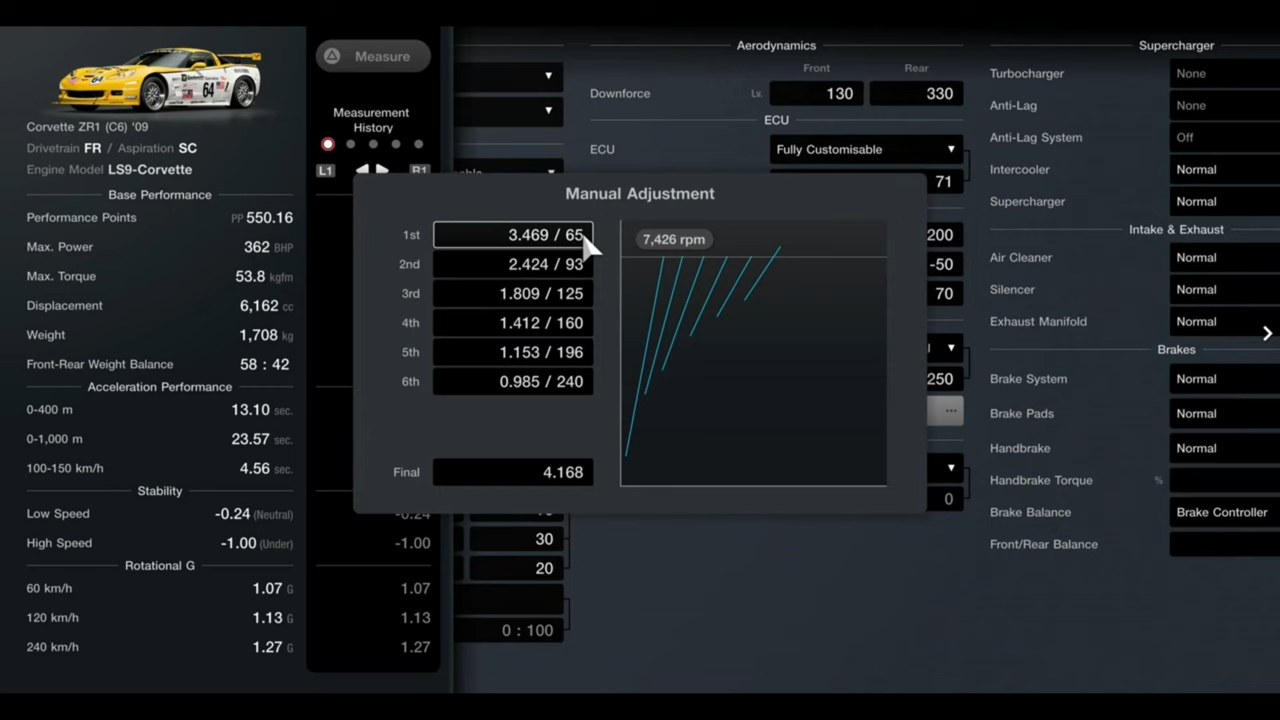 64
64
Corvette ZR1 (C6) '09
Drivetrain FR / Aspiration SC
Engine Model LS9-Corvette
Base Performance
Performance Points PP 550.16
Max. Power 362 BHP
Max. Torque 53.8 kgfm
Displacement 6,162 cc
Weight 1,708 kg
Front-Rear Weight Balance 58 : 42
Acceleration Performance
0-400 m 13.10 sec.
0-1,000 m 23.57 sec.
100-150 km/h 4.56 sec.
Stability
Low Speed -0.24 (Neutral)
High Speed -1.00 (Under)
Rotational G
60 km/h 1.07 G
120 km/h 1.13 G
240 km/h 1.27 G
Measure
Measurement
History
L1 R1
-0.24
-1.00
1.07
1.13
1.27
Manual Adjustment
1st 3.469 / 65
2nd 2.424 / 93
3rd 1.809 / 125
4th 1.412 / 160
5th 1.153 / 196
6th 0.985 / 240
Final 4.168
7,426 rpm
30
20
0 : 100
Aerodynamics
Front Rear
Downforce Lv. 130 330
ECU
ECU Fully Customisable
71
200
-50
70
250
...
0
Supercharger
Turbocharger None
Anti-Lag None
Anti-Lag System Off
Intercooler Normal
Supercharger Normal
Intake & Exhaust
Air Cleaner Normal
Silencer Normal
Exhaust Manifold Normal
Brakes
Brake System Normal
Brake Pads Normal
Handbrake Normal
Handbrake Torque %
Brake Balance Brake Controller
Front/Rear Balance